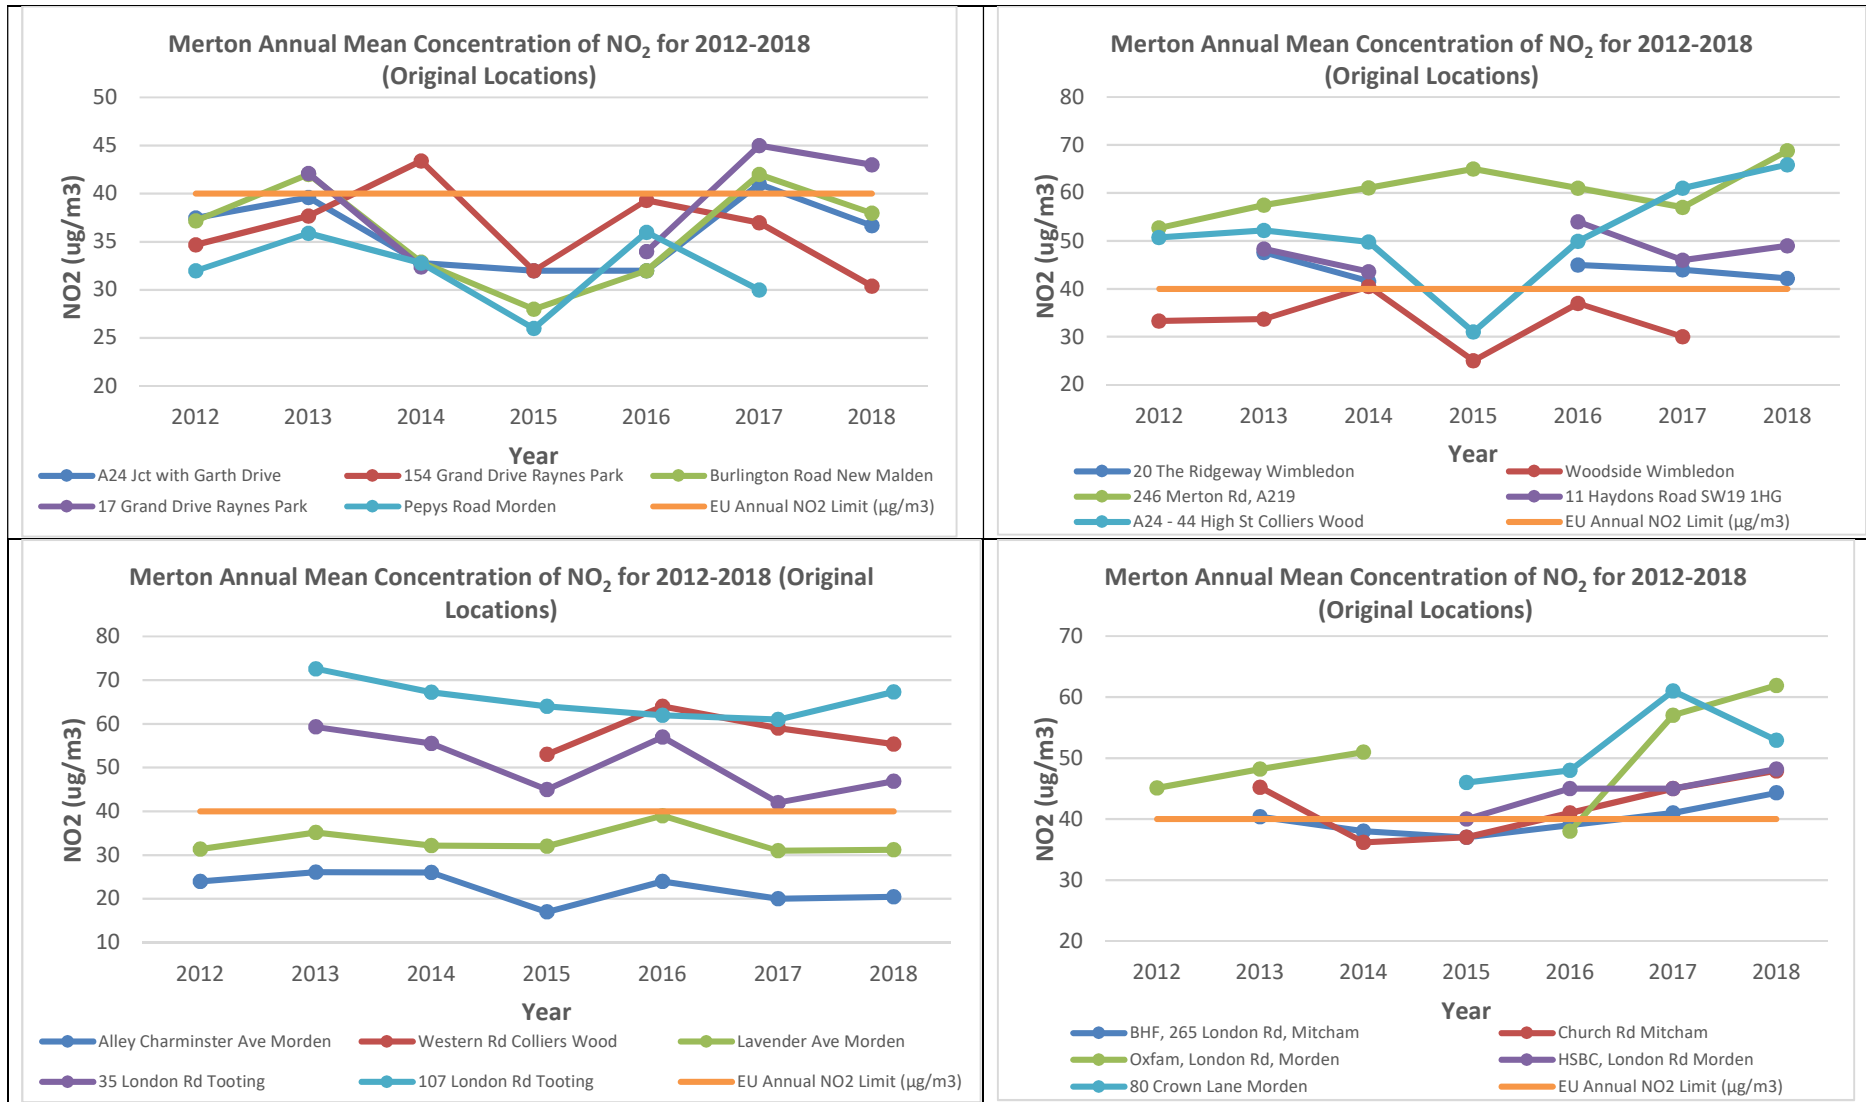 Merton Annual Mean Concentration of NO₂ for 2012-2018
(Original Locations)
50
45
40
35
30
25
20
NO2 (ug/m3)
2012 2013 2014 2015 2016 2017 2018
Year
A24 Jct with Garth Drive 154 Grand Drive Raynes Park Burlington Road New Malden
17 Grand Drive Raynes Park Pepys Road Morden EU Annual NO2 Limit (µg/m3)
Merton Annual Mean Concentration of NO₂ for 2012-2018
(Original Locations)
80
70
60
50
40
30
20
NO2 (ug/m3)
2012 2013 2014 2015 2016 2017 2018
Year
20 The Ridgeway Wimbledon Woodside Wimbledon
246 Merton Rd, A219 11 Haydons Road SW19 1HG
A24 - 44 High St Colliers Wood EU Annual NO2 Limit (µg/m3)
Merton Annual Mean Concentration of NO₂ for 2012-2018 (Original
Locations)
80
70
60
50
40
30
20
10
NO2 (ug/m3)
2012 2013 2014 2015 2016 2017 2018
Year
Alley Charminster Ave Morden Western Rd Colliers Wood Lavender Ave Morden
35 London Rd Tooting 107 London Rd Tooting EU Annual NO2 Limit (µg/m3)
Merton Annual Mean Concentration of NO₂ for 2012-2018
(Original Locations)
70
60
50
40
30
20
NO2 (ug/m3)
2012 2013 2014 2015 2016 2017 2018
Year
BHF, 265 London Rd, Mitcham Church Rd Mitcham
Oxfam, London Rd, Morden HSBC, London Rd Morden
80 Crown Lane Morden EU Annual NO2 Limit (µg/m3)